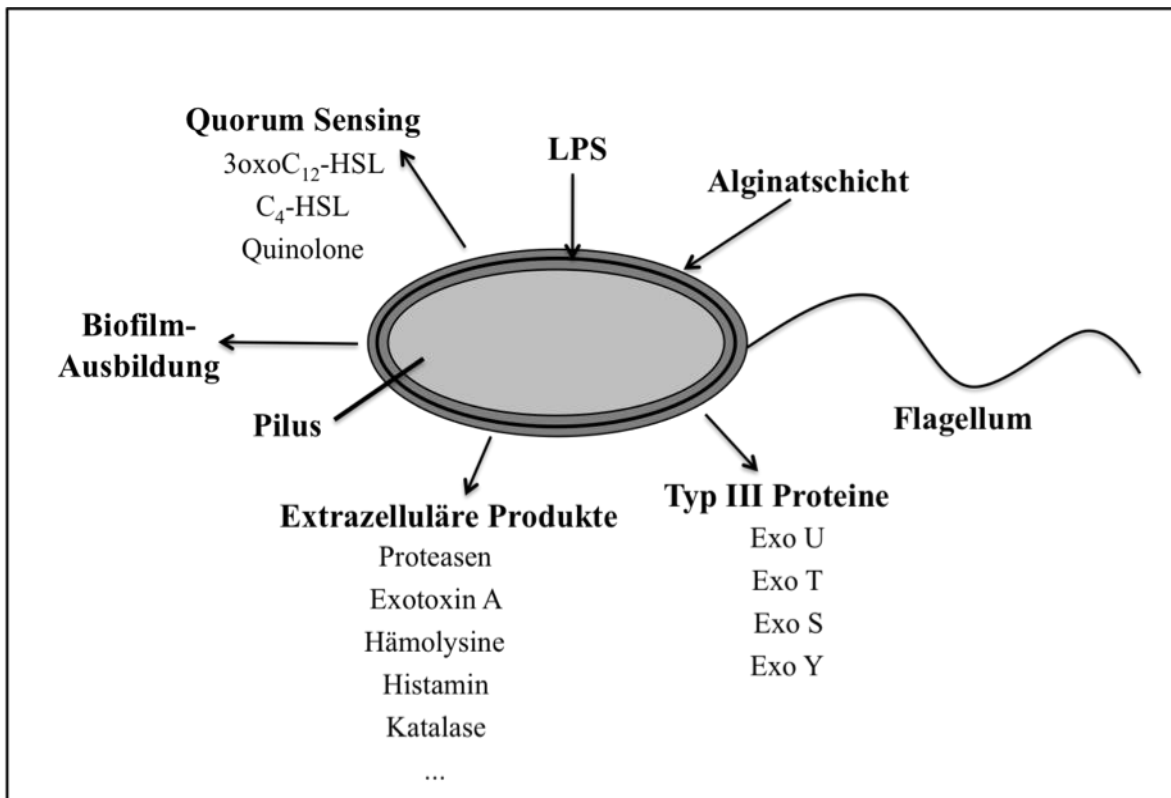 Quorum Sensing
3oxoC₁₂-HSL
C₄-HSL
Quinolone
LPS
Alginatschicht
Biofilm-
Ausbildung
Pilus
Flagellum
Extrazelluläre Produkte
Proteasen
Exotoxin A
Hämolysine
Histamin
Katalase
...
Typ III Proteine
Exo U
Exo T
Exo S
Exo Y